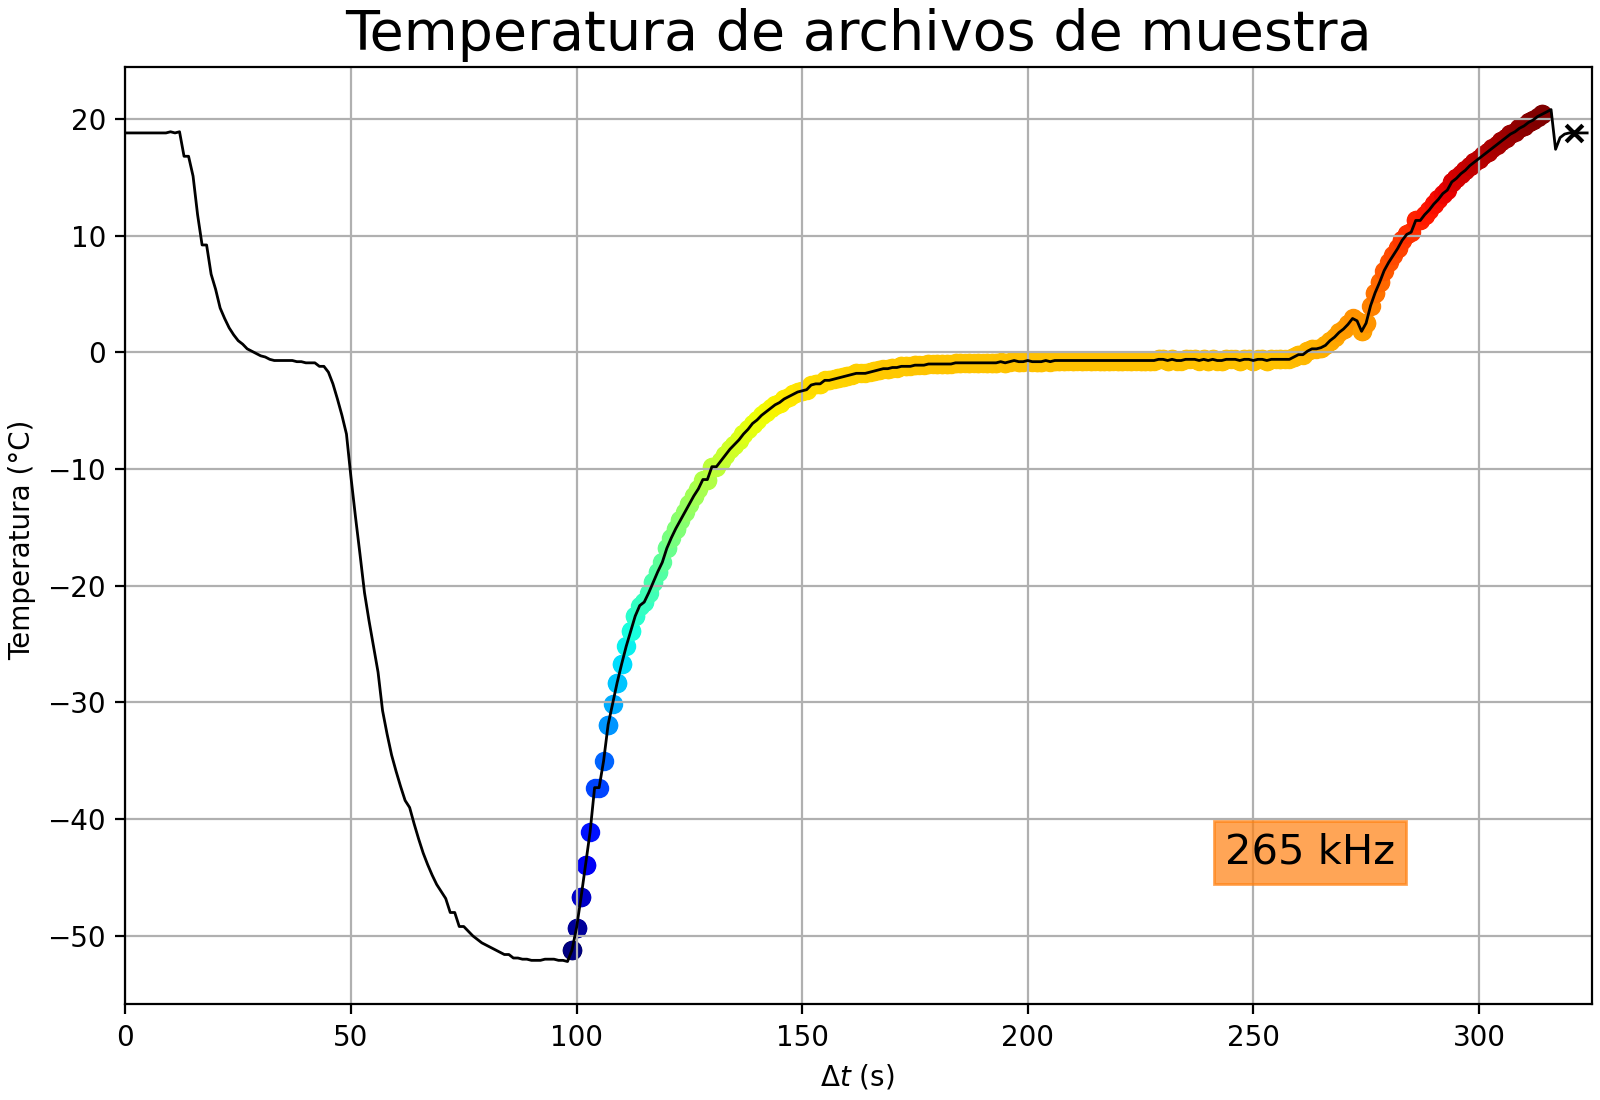 Temperatura de archivos de muestra
Temperatura (°C)
20
10
0
−10
−20
−30
−40
−50
265 kHz
0 50 100 150 200 250 300
Δt (s)